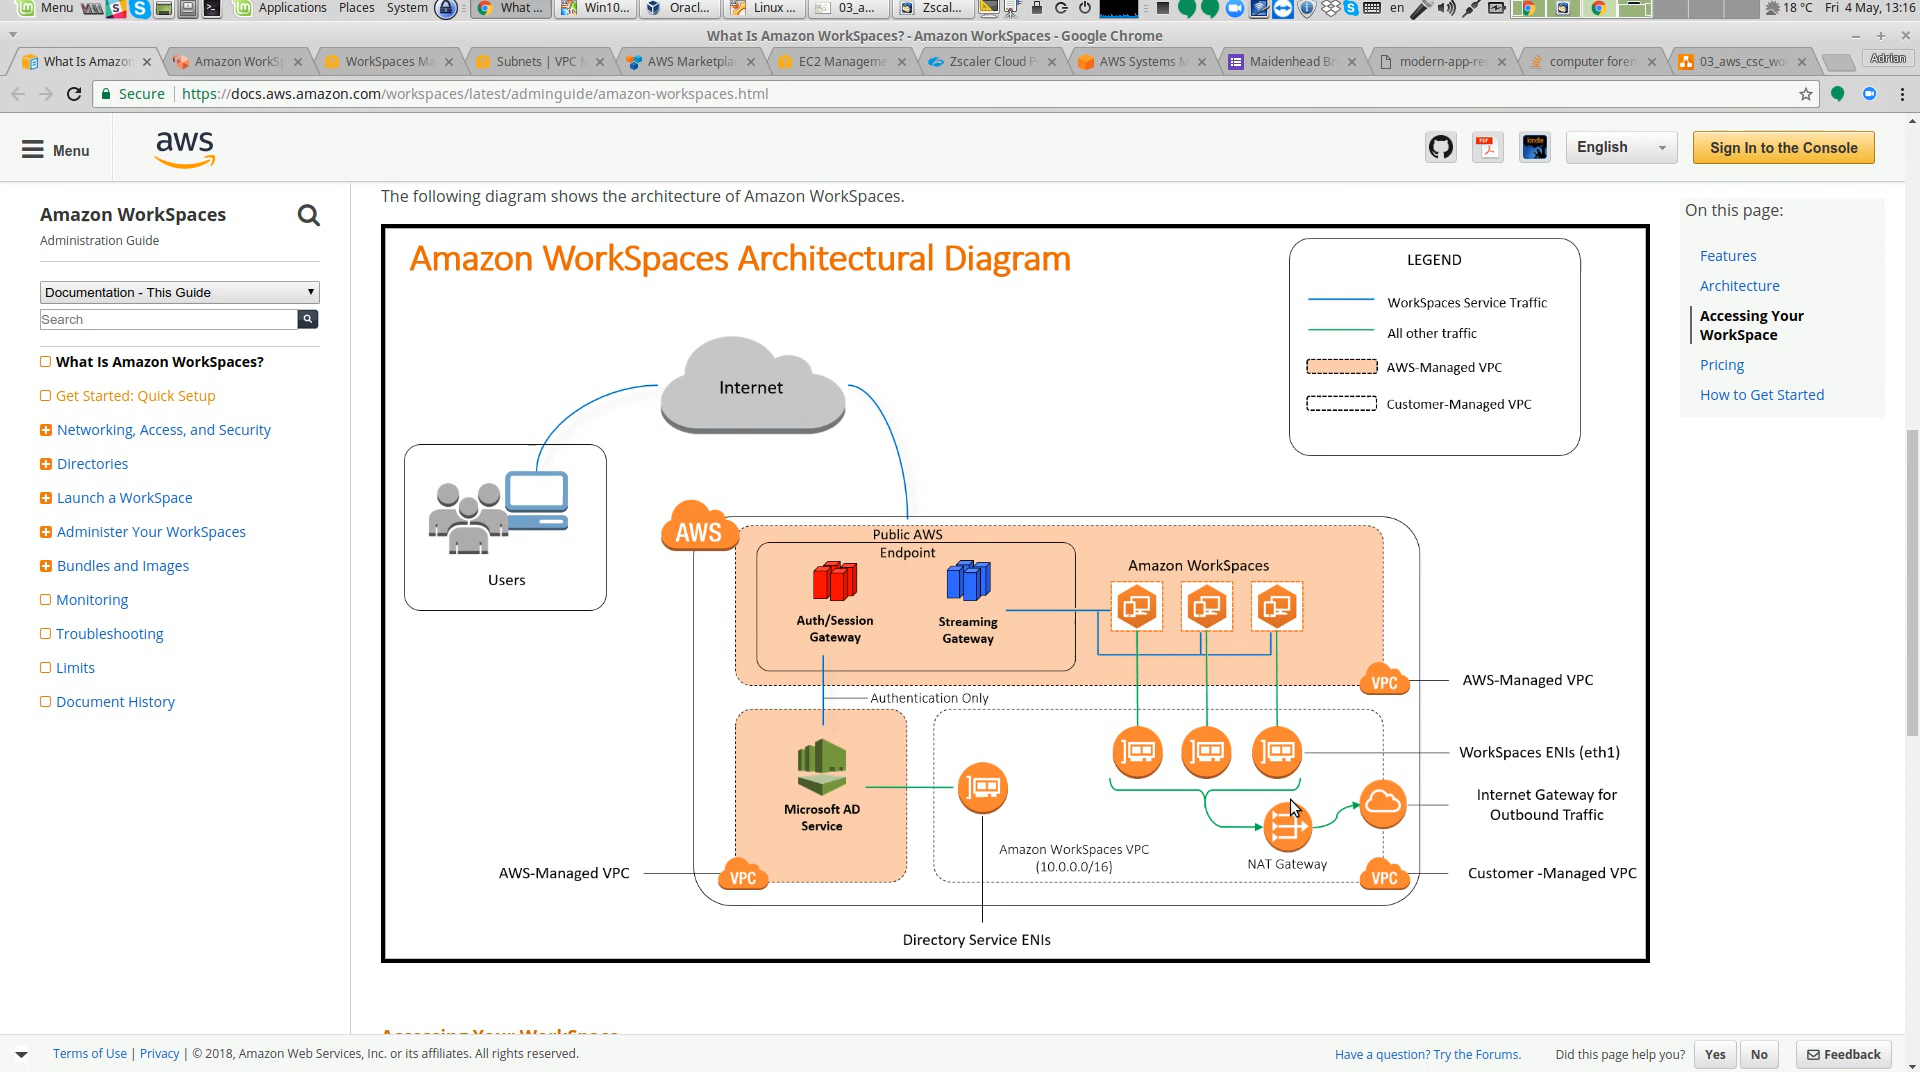 Menu
Applications
Places
System
What ...
Win10...
Oracl...
Linux ...
03_a...
Zscal...
en
18 °C
Fri 4 May, 13:16
What Is Amazon WorkSpaces? - Amazon WorkSpaces - Google Chrome
What Is Amazon
Amazon WorkS
WorkSpaces Ma
Subnets | VPC M
AWS Marketplac
EC2 Manageme
Zscaler Cloud P
AWS Systems M
Maidenhead Bri
modern-app-re
computer foren
03_aws_csc_wo
Adrian
Secure
https://docs.aws.amazon.com/workspaces/latest/adminguide/amazon-workspaces.html
Menu
aws
PDF
kindle
English
Sign In to the Console
Amazon WorkSpaces
Administration Guide
Documentation - This Guide
Search
What Is Amazon WorkSpaces?
Get Started: Quick Setup
Networking, Access, and Security
Directories
Launch a WorkSpace
Administer Your WorkSpaces
Bundles and Images
Monitoring
Troubleshooting
Limits
Document History
The following diagram shows the architecture of Amazon WorkSpaces.
Amazon WorkSpaces Architectural Diagram
LEGEND
WorkSpaces Service Traffic
All other traffic
AWS-Managed VPC
Customer-Managed VPC
Internet
Users
AWS
Public AWS
Endpoint
Auth/Session
Gateway
Streaming
Gateway
Amazon WorkSpaces
VPC
AWS-Managed VPC
Authentication Only
Microsoft AD
Service
WorkSpaces ENIs (eth1)
Internet Gateway for
Outbound Traffic
Amazon WorkSpaces VPC
(10.0.0.0/16)
NAT Gateway
AWS-Managed VPC
VPC
VPC
Customer -Managed VPC
Directory Service ENIs
On this page:
Features
Architecture
Accessing Your
WorkSpace
Pricing
How to Get Started
Accessing Your WorkSpace
Terms of Use | Privacy | © 2018, Amazon Web Services, Inc. or its affiliates. All rights reserved.
Have a question? Try the Forums.
Did this page help you?
Yes
No
Feedback